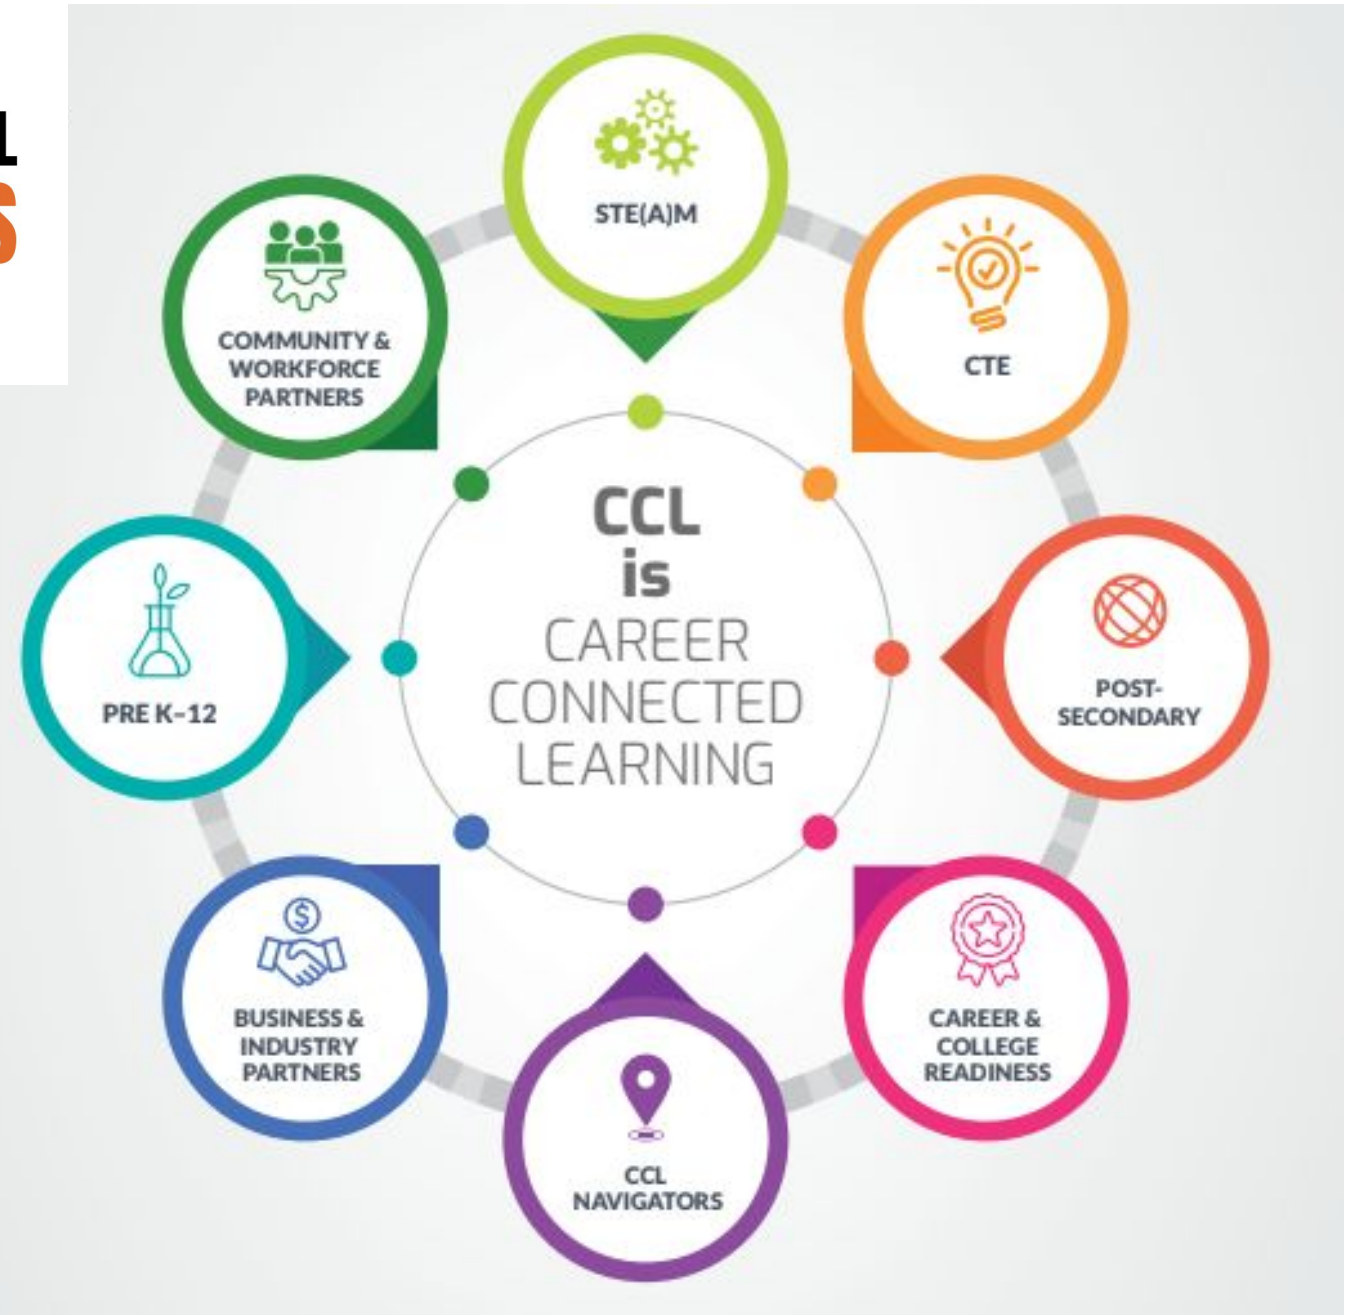 1
S
STE(A)M
CTE
POST-
SECONDARY
CAREER &
COLLEGE
READINESS
CCL
NAVIGATORS
BUSINESS &
INDUSTRY
PARTNERS
PRE K–12
COMMUNITY &
WORKFORCE
PARTNERS
CCL
is
CAREER
CONNECTED
LEARNING
$